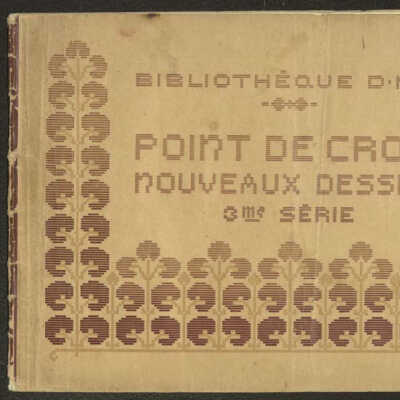 BIBLIOTHÈQUE D·M
POINT DE CRO
NOUVEAUX DESSI
3me SÉRIE